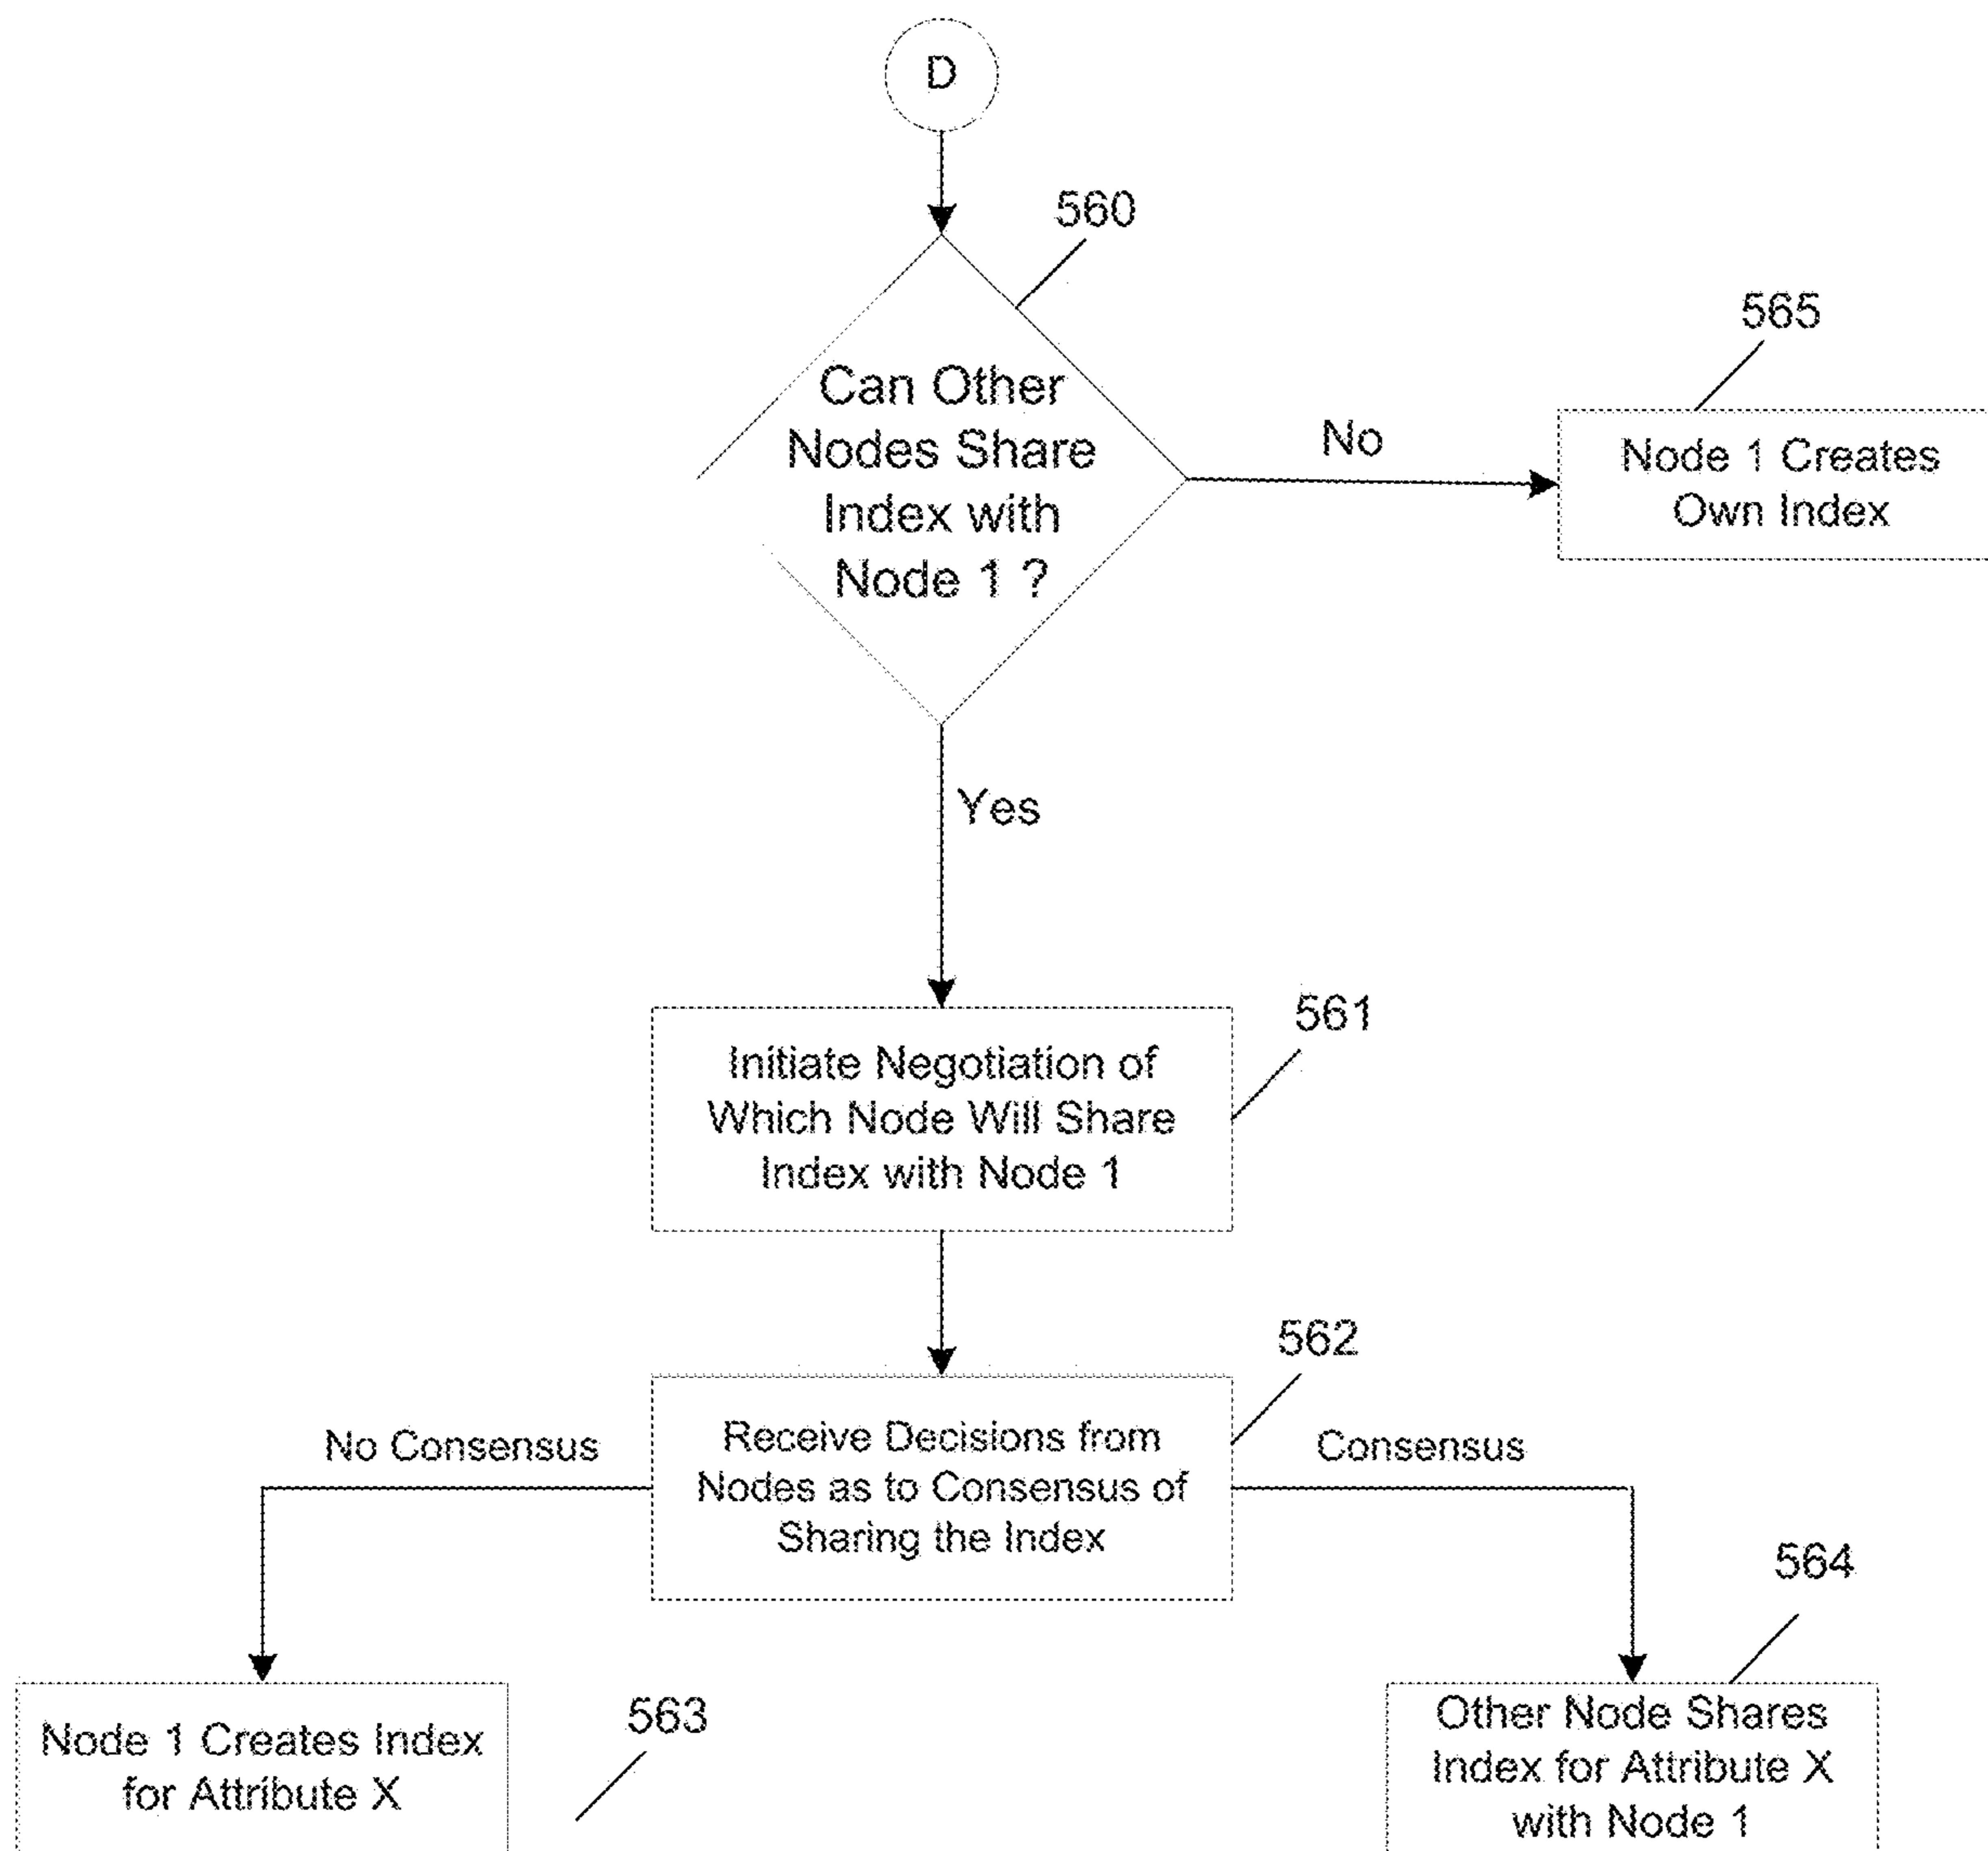 D
560
Can Other
Nodes Share
Index with
Node 1 ?
No
565
Node 1 Creates
Own Index
Yes
561
Initiate Negotiation of
Which Node Will Share
Index with Node 1
562
No Consensus
Receive Decisions from
Nodes as to Consensus of
Sharing the Index
Consensus
563
Node 1 Creates Index
for Attribute X
564
Other Node Shares
Index for Attribute X
with Node 1